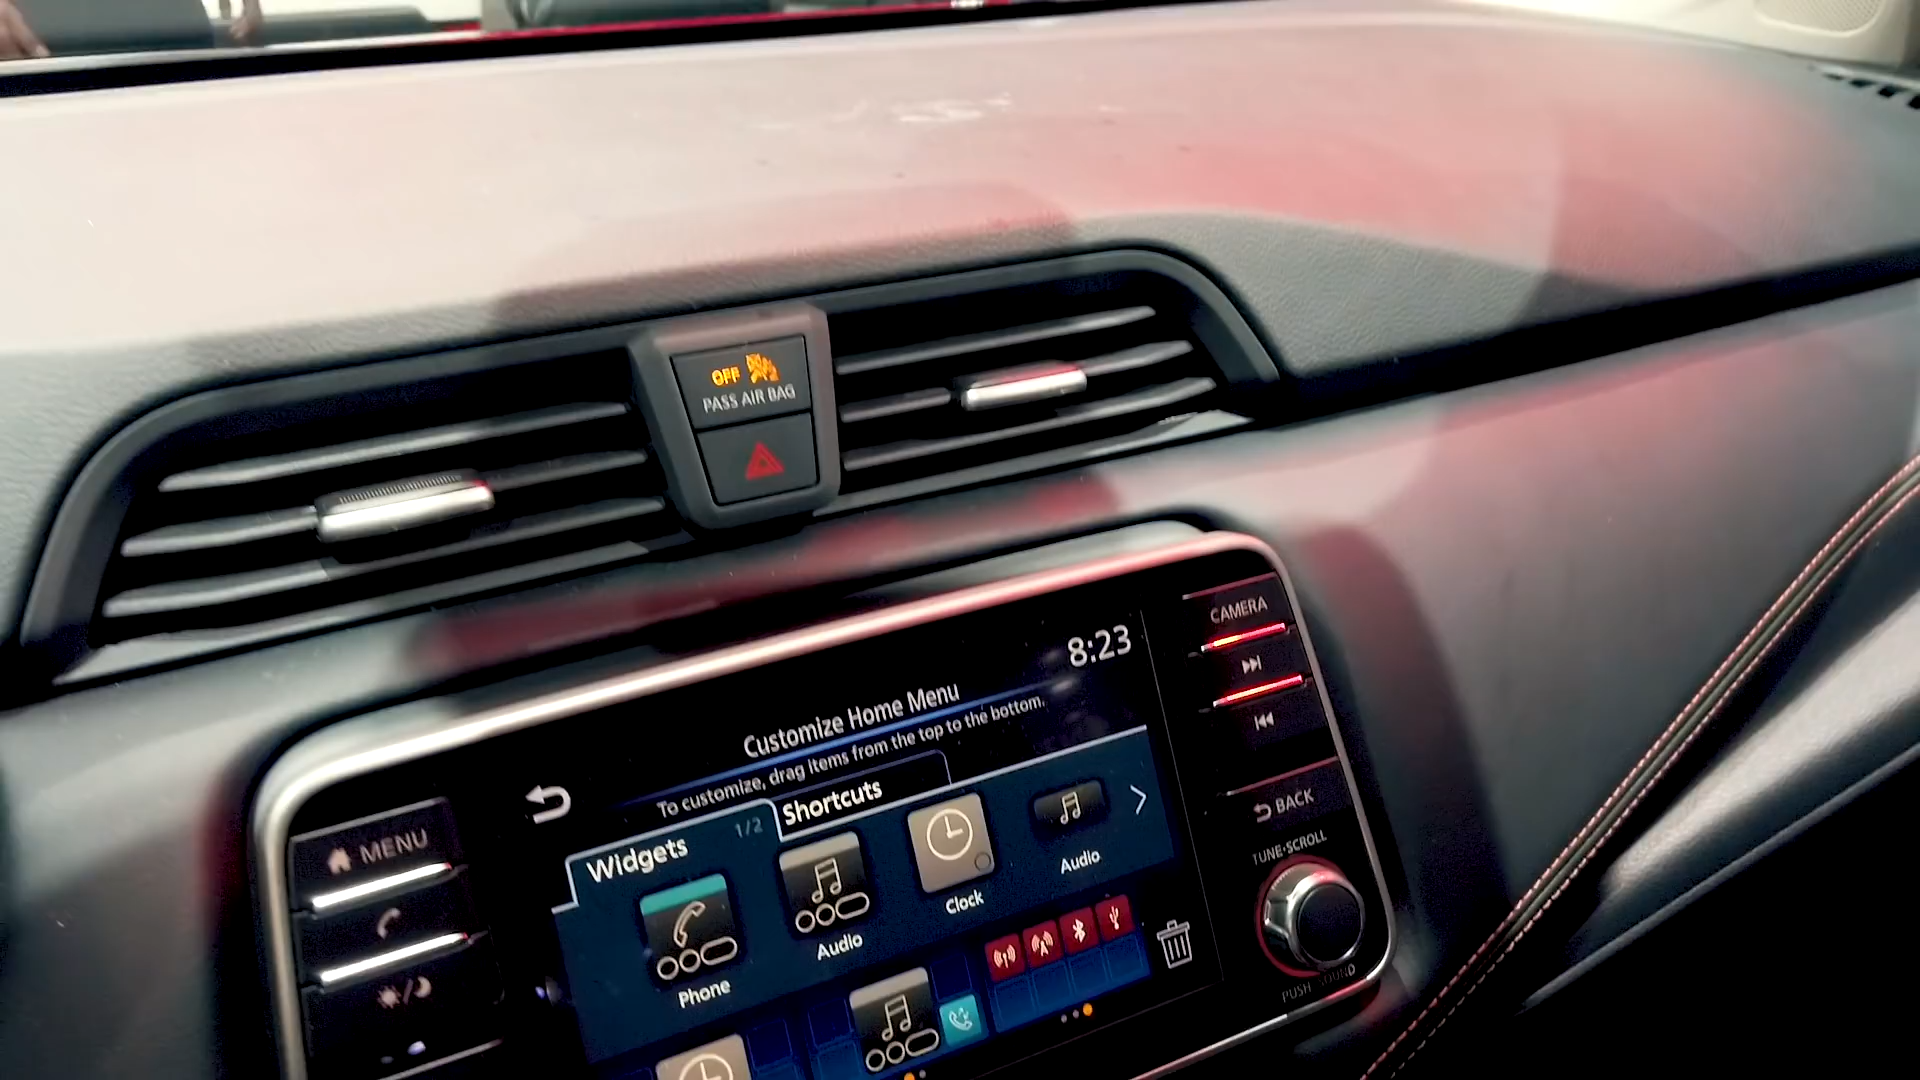 OFF
PASS AIR BAG
8:23
Customize Home Menu
To customize, drag items from the top to the bottom.
Widgets 1/2
Shortcuts
Phone
Audio
Clock
Audio
MENU
CAMERA
BACK
TUNE·SCROLL
PUSH SOUND